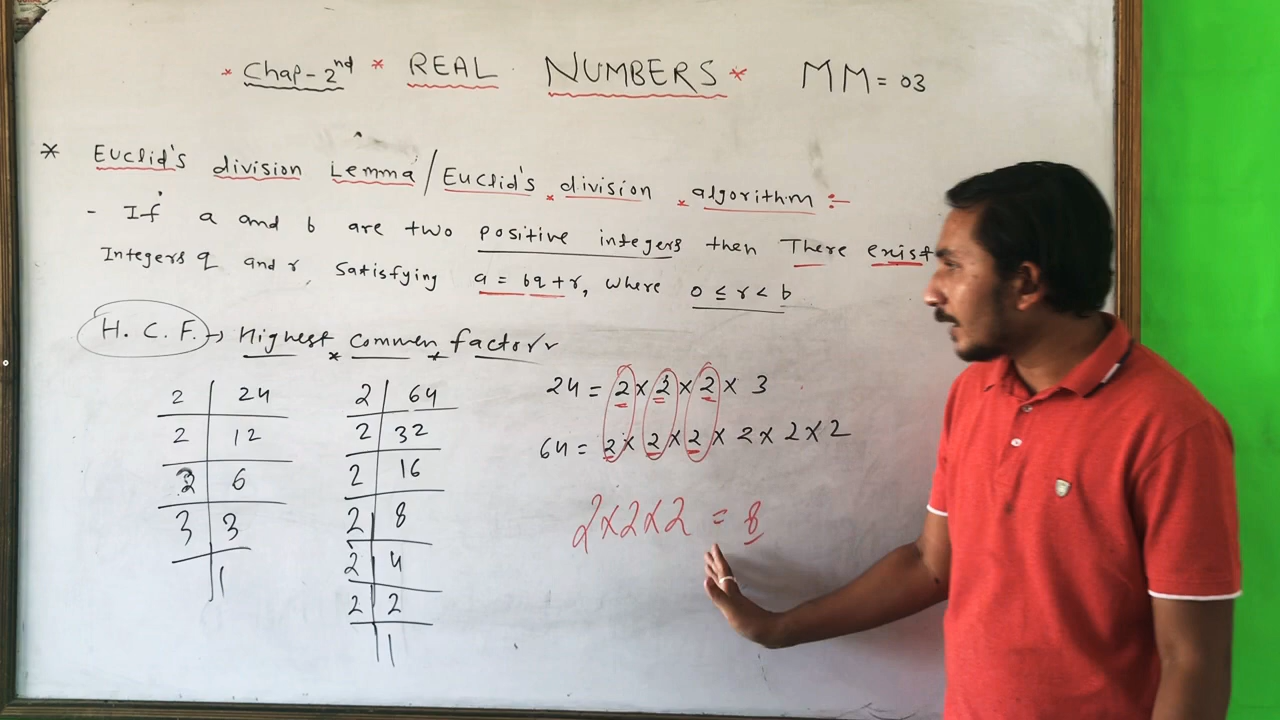 * Chap-2nd * REAL NUMBERS * MM = 03
* Euclid's division Lemma / Euclid's division algorithm :-
- If a and b are two positive integers then There exist
Integers q and r satisfying a = bq + r, where 0 ≤ r < b
H. C. F. → Highest Common factorr
2 | 24
2 | 12
2 | 6
3 | 3
1
2 | 64
2 | 32
2 | 16
2 | 8
2 | 4
2 | 2
1
24 = 2 × 2 × 2 × 3
64 = 2 × 2 × 2 × 2 × 2 × 2
2×2×2 = 8